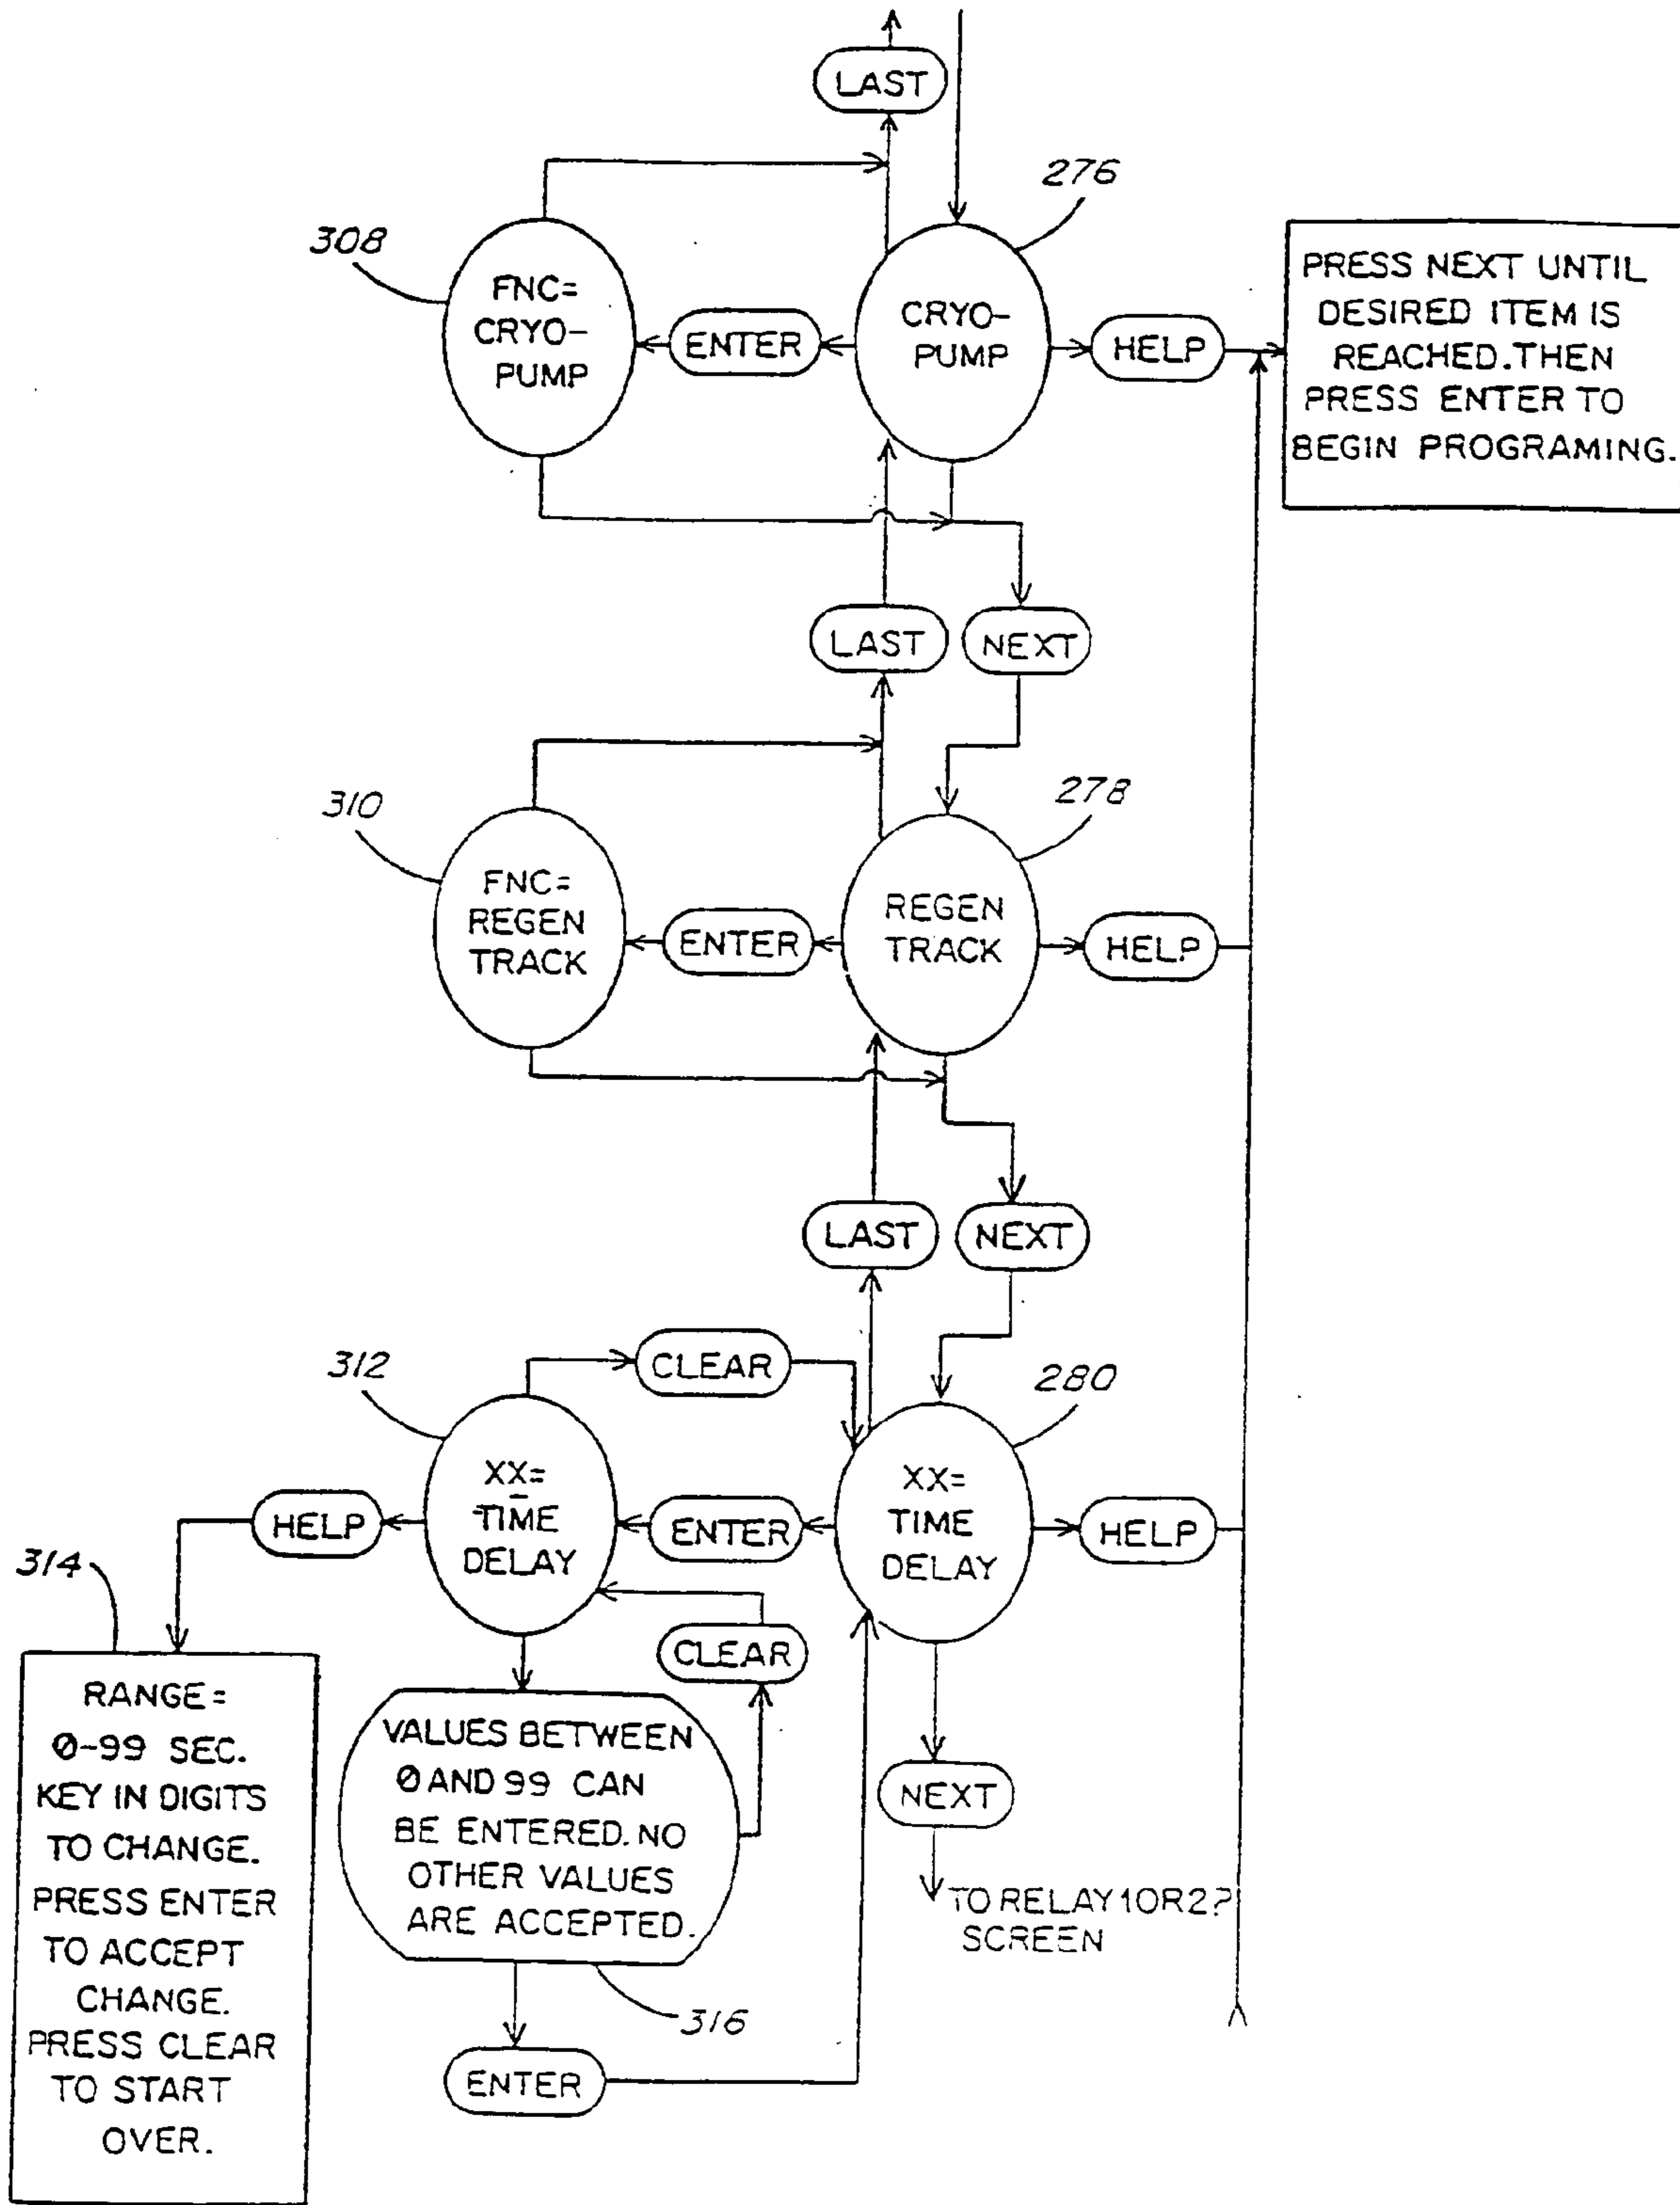 LAST
276
308
FNC=
CRYO-
PUMP
ENTER
CRYO-
PUMP
HELP
PRESS NEXT UNTIL
DESIRED ITEM IS
REACHED. THEN
PRESS ENTER TO
BEGIN PROGRAMING.
LAST
NEXT
310
278
FNC=
REGEN
TRACK
ENTER
REGEN
TRACK
HELP
LAST
NEXT
312
CLEAR
280
HELP
XX=
TIME
DELAY
ENTER
XX=
TIME
DELAY
HELP
314
CLEAR
RANGE=
0-99 SEC.
KEY IN DIGITS
TO CHANGE.
PRESS ENTER
TO ACCEPT
CHANGE.
PRESS CLEAR
TO START
OVER.
VALUES BETWEEN
0 AND 99 CAN
BE ENTERED. NO
OTHER VALUES
ARE ACCEPTED.
316
ENTER
NEXT
TO RELAY 1 OR 2?
SCREEN